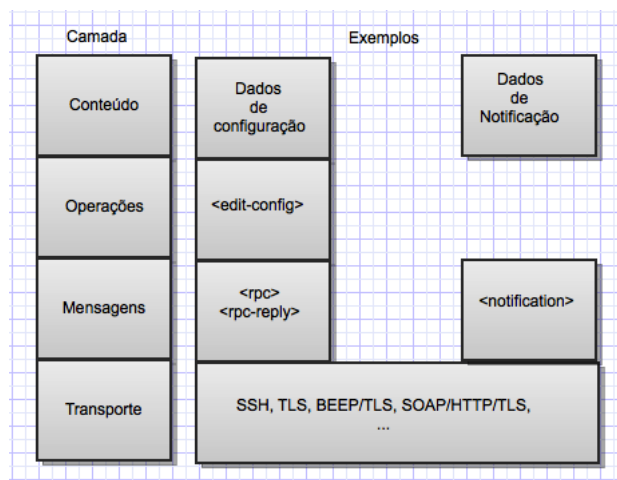 Camada
Exemplos
Conteúdo
Dados
de
configuração
Dados
de
Notificação
Operações
<edit-config>
Mensagens
<rpc>
<rpc-reply>
<notification>
Transporte
SSH, TLS, BEEP/TLS, SOAP/HTTP/TLS,
...